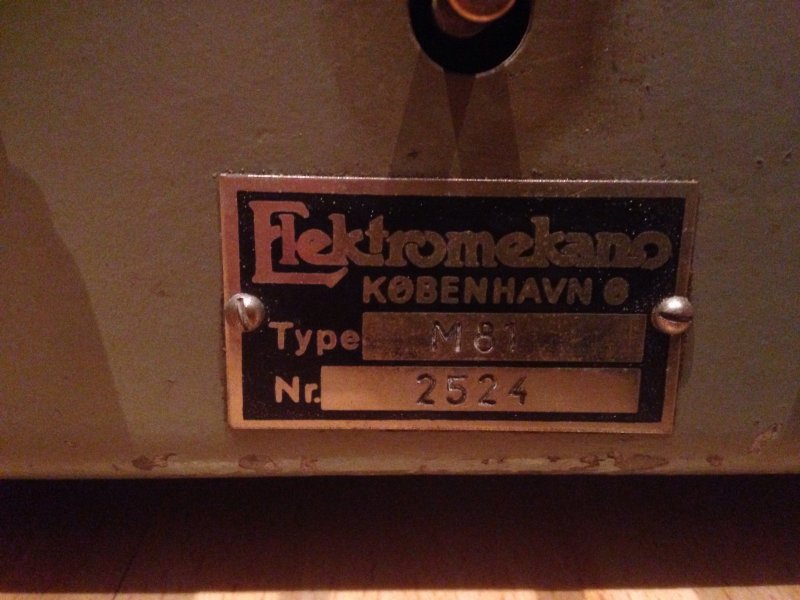 Elektromekano
KØBENHAVN Ø
Type M81
Nr. 2524